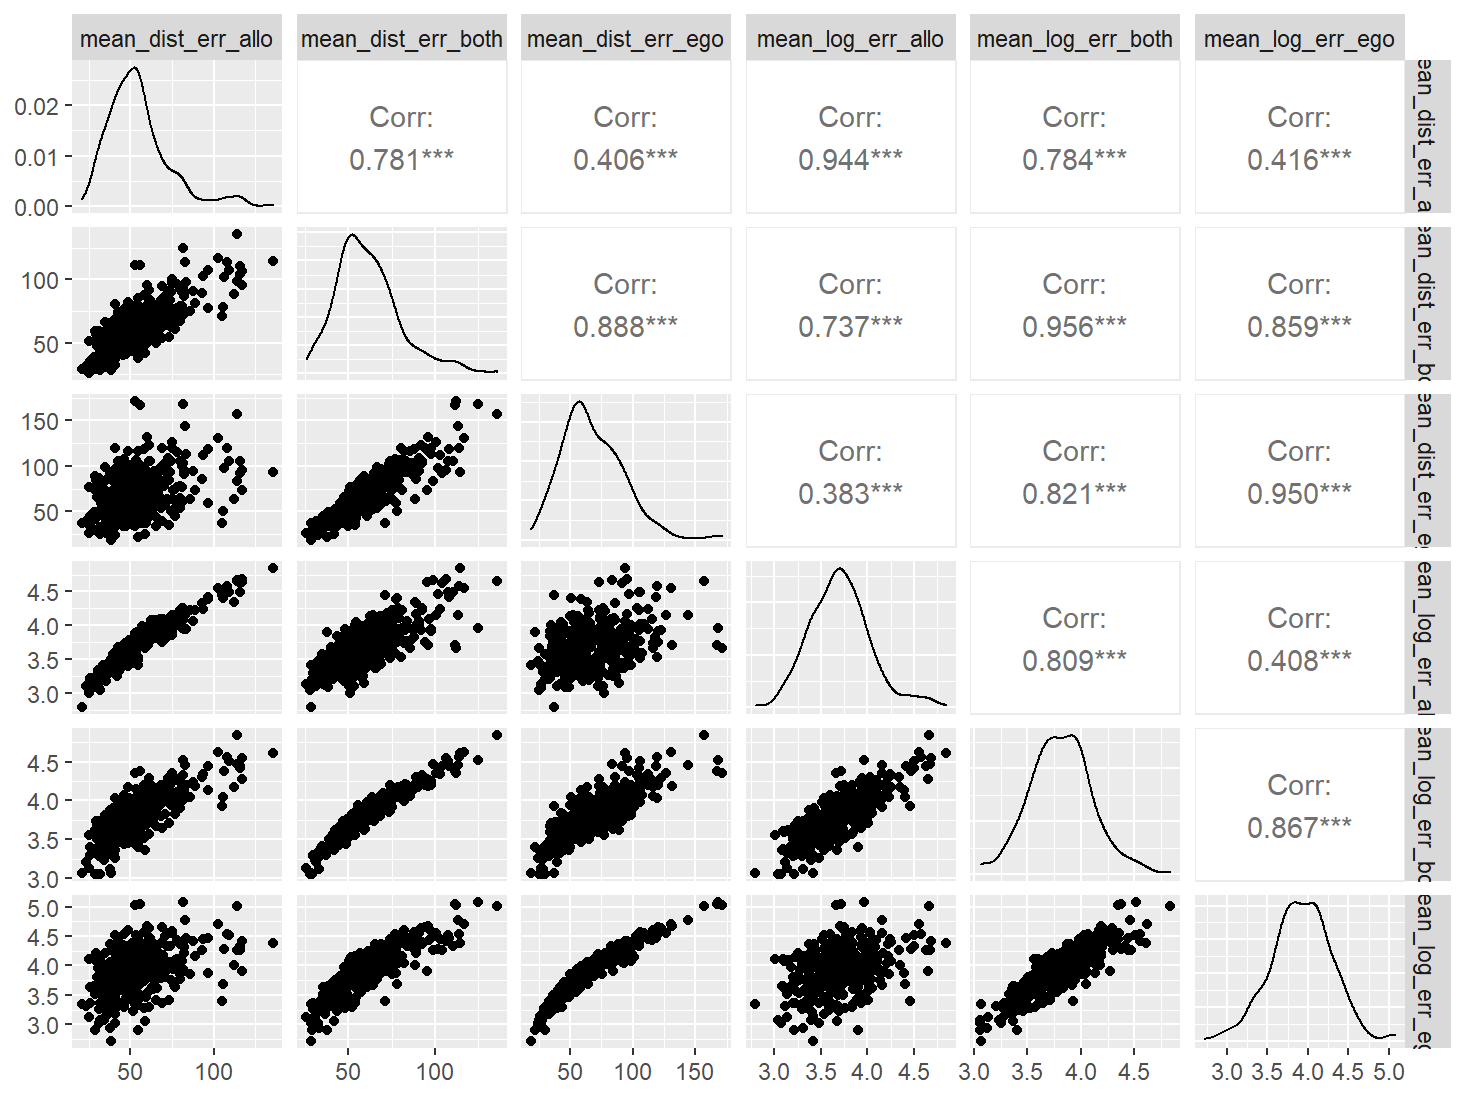 mean_dist_err_allo mean_dist_err_both mean_dist_err_ego mean_log_err_allo mean_log_err_both mean_log_err_ego
0.02
0.01
0.00
Corr:
0.781***
Corr:
0.406***
Corr:
0.944***
Corr:
0.784***
Corr:
0.416***
ean_dist_err_a
100
50
Corr:
0.888***
Corr:
0.737***
Corr:
0.956***
Corr:
0.859***
ean_dist_err_bo
150
100
50
Corr:
0.383***
Corr:
0.821***
Corr:
0.950***
ean_dist_err_e
4.5
4.0
3.5
3.0
Corr:
0.809***
Corr:
0.408***
ean_log_err_al
4.5
4.0
3.5
3.0
Corr:
0.867***
ean_log_err_bo
5.0
4.5
4.0
3.5
3.0
ean_log_err_eg
50 100 50 100 50 100 150 3.0 3.5 4.0 4.5 3.0 3.5 4.0 4.5 3.0 3.5 4.0 4.5 5.0